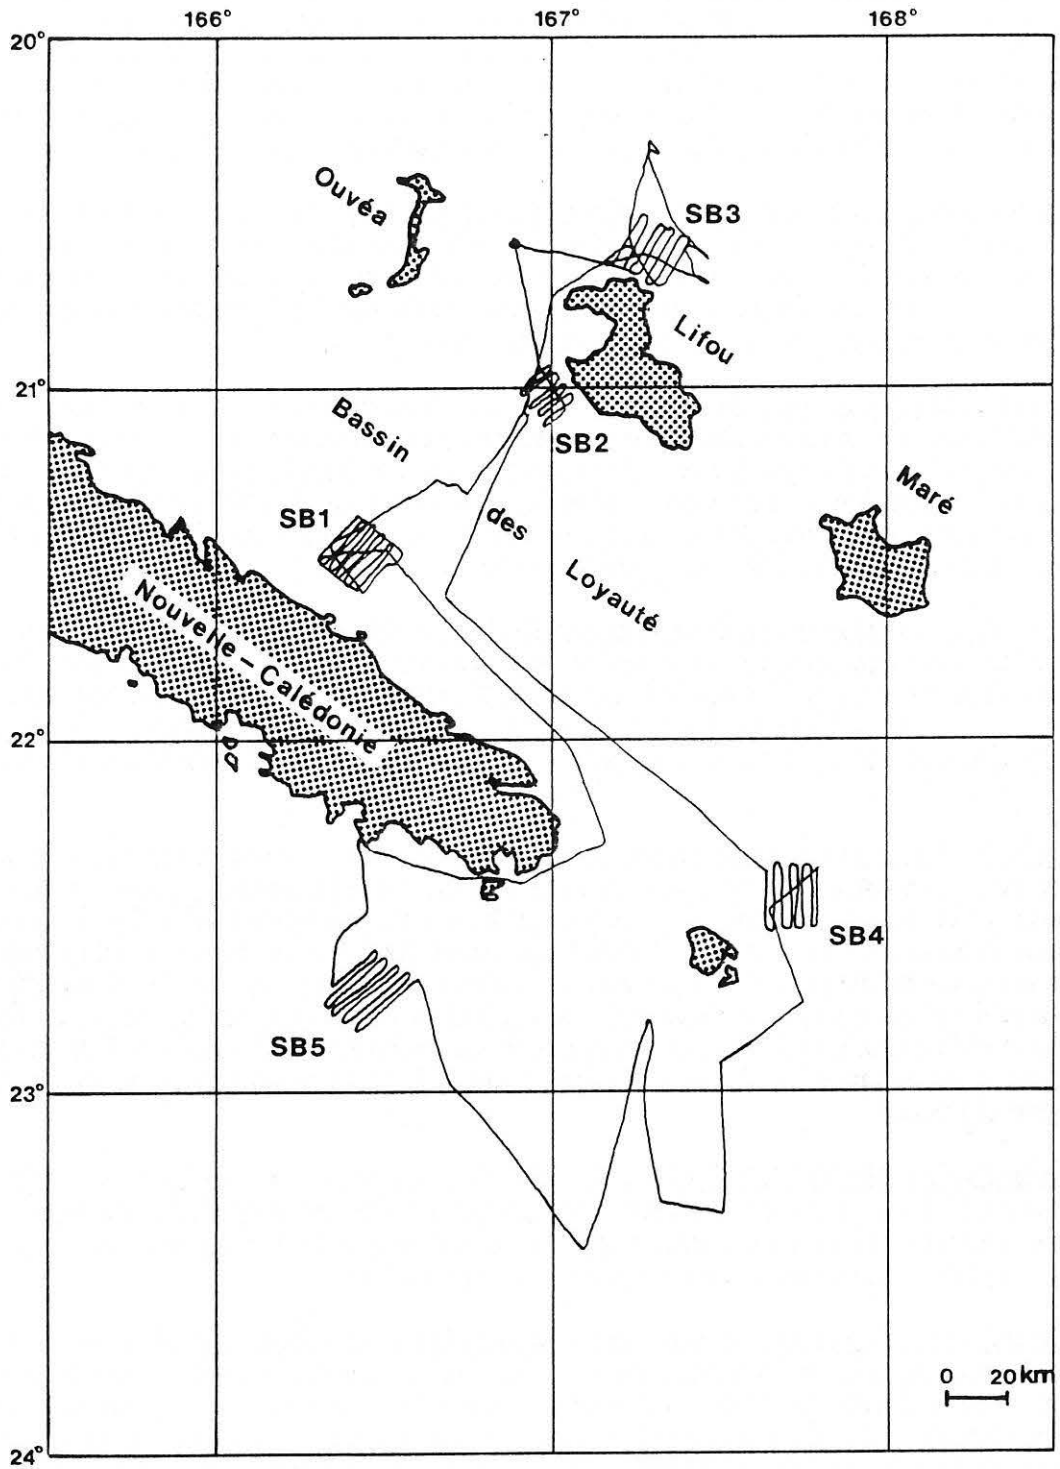 166° 167° 168°
20°
Ouvéa
SB3
Lifou
21°
Bassin
SB2
Maré
SB1
des
Loyauté
Nouvelle – Calédonie
22°
SB4
SB5
23°
0 20 km
24°